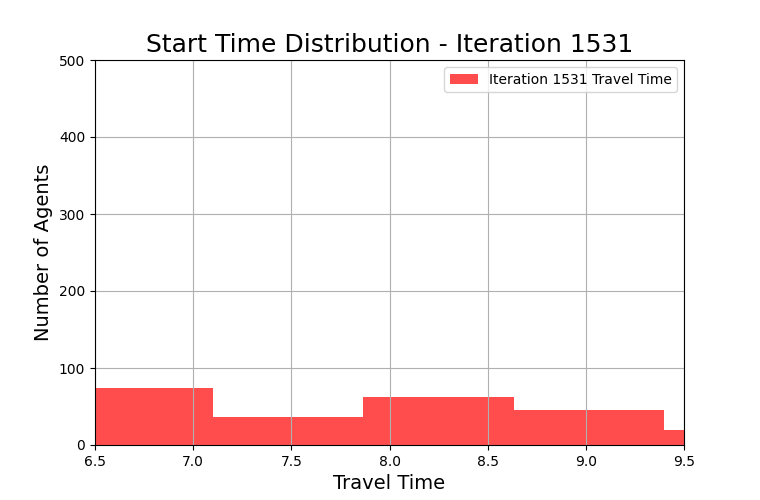 Start Time Distribution - Iteration 1531
Iteration 1531 Travel Time
Number of Agents
500
400
300
200
100
0
6.5 7.0 7.5 8.0 8.5 9.0 9.5
Travel Time